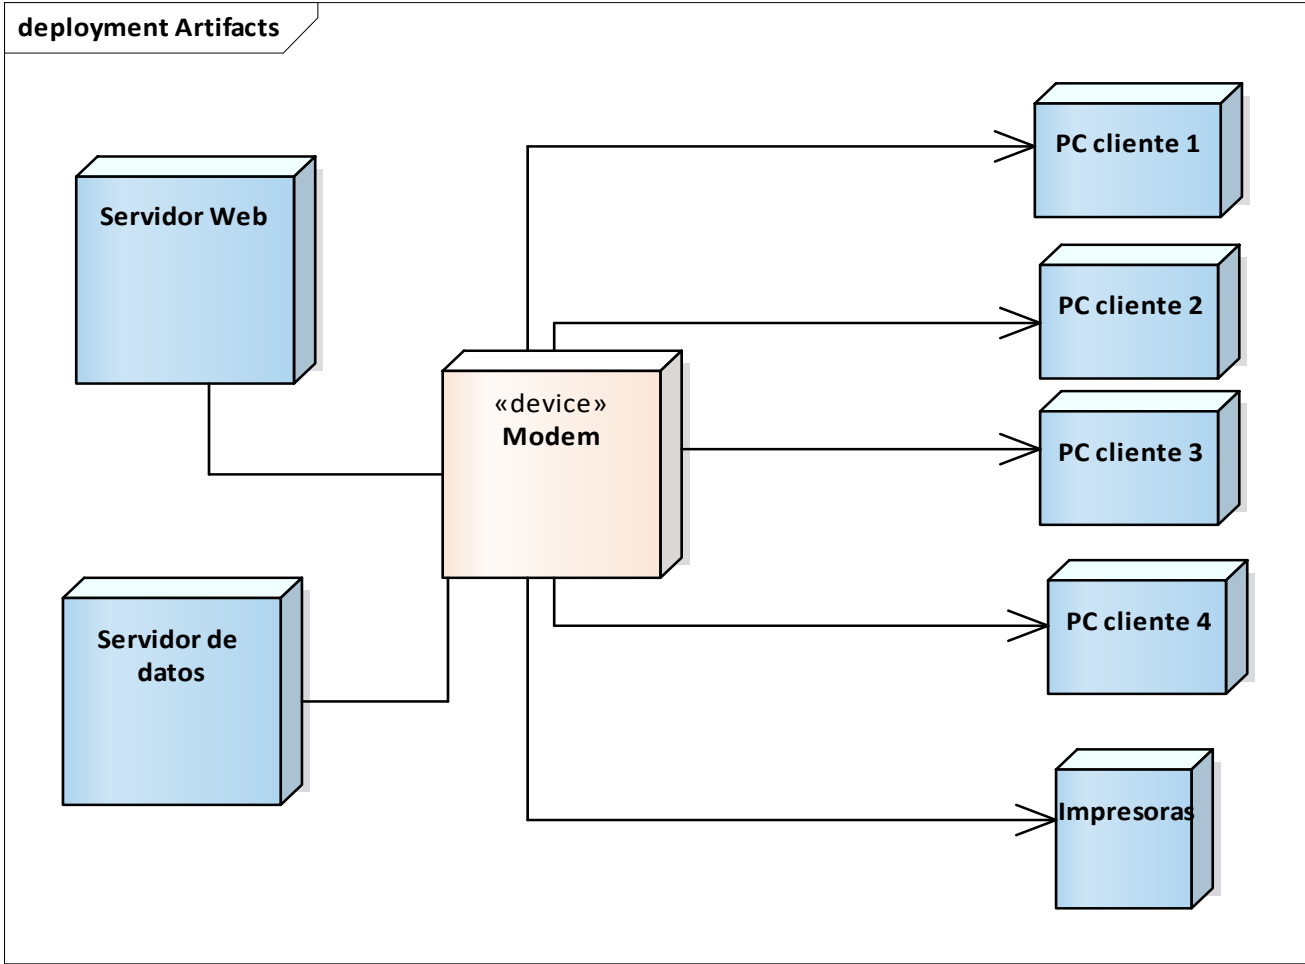 deployment Artifacts
PC cliente 1
Servidor Web
PC cliente 2
«device»
Modem
PC cliente 3
Servidor de
datos
PC cliente 4
Impresoras